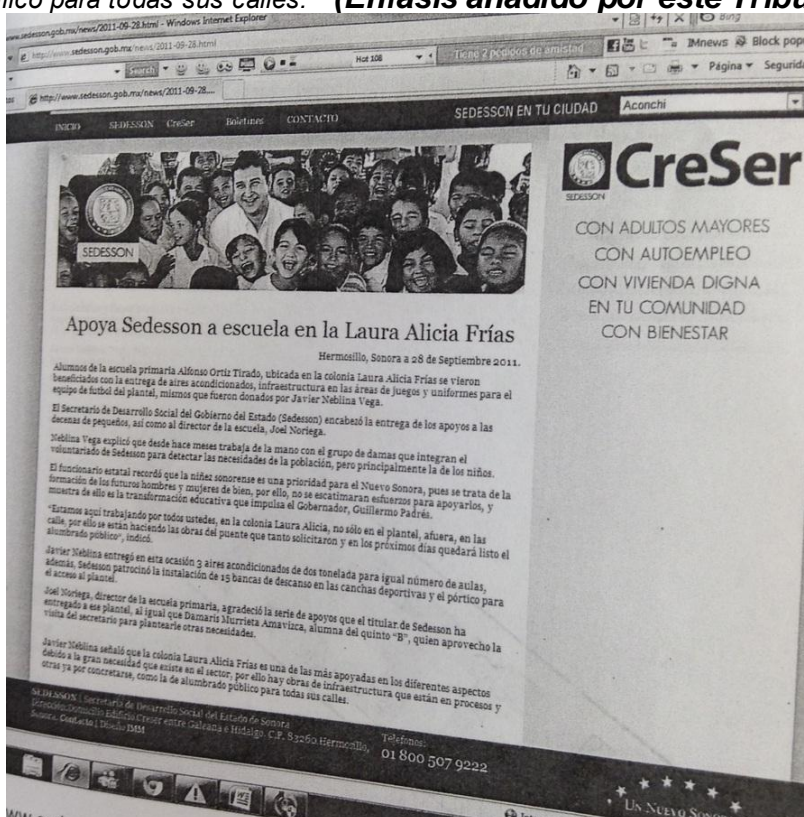 nico para todas sus calles. (Énfasis añadido por este Tribu
www.sedesson.gob.mx/news/2011-09-28.html - Windows Internet Explorer
http://www.sedesson.gob.mx/news/2011-09-28.html
Bing
Search
Hot 108
Tiene 2 pedidos de amistad
Mnews
Block pop
http://www.sedesson.gob.mx/news/2011-09-28....
Página
Segurida
INICIO SEDESSON CreSer Boletines CONTACTO
SEDESSON EN TU CIUDAD Aconchi
SEDESSON
SEDESSON
CreSer
CON ADULTOS MAYORES
CON AUTOEMPLEO
CON VIVIENDA DIGNA
EN TU COMUNIDAD
CON BIENESTAR
Apoya Sedesson a escuela en la Laura Alicia Frías
Hermosillo, Sonora a 28 de Septiembre 2011.
Alumnos de la escuela primaria Alfonso Ortiz Tirado, ubicada en la colonia Laura Alicia Frías se vieron
beneficiados con la entrega de aires acondicionados, infraestructura en las áreas de juegos y uniformes para el
equipo de futbol del plantel, mismos que fueron donados por Javier Neblina Vega.
El Secretario de Desarrollo Social del Gobierno del Estado (Sedesson) encabezó la entrega de los apoyos a las
decenas de pequeños, así como al director de la escuela, Joel Noriega.
Neblina Vega explicó que desde hace meses trabaja de la mano con el grupo de damas que integran el
voluntariado de Sedesson para detectar las necesidades de la población, pero principalmente la de los niños.
El funcionario estatal recordó que la niñez sonorense es una prioridad para el Nuevo Sonora, pues se trata de la
formación de los futuros hombres y mujeres de bien, por ello, no se escatimaran esfuerzos para apoyarlos, y
muestra de ello es la transformación educativa que impulsa el Gobernador, Guillermo Padrés.
"Estamos aquí trabajando por todos ustedes, en la colonia Laura Alicia, no sólo en el plantel, afuera, en las
calle, por ello se están haciendo las obras del puente que tanto solicitaron y en los próximos días quedará listo el
alumbrado público", indicó.
Javier Neblina entregó en esta ocasión 3 aires acondicionados de dos tonelada para igual número de aulas,
además, Sedesson patrocinó la instalación de 15 bancas de descanso en las canchas deportivas y el pórtico para
el acceso al plantel.
Joel Noriega, director de la escuela primaria, agradeció la serie de apoyos que el titular de Sedesson ha
entregado a ese plantel, al igual que Damaris Murrieta Amavizca, alumna del quinto "B", quien aprovecho la
visita del secretario para plantearle otras necesidades.
Javier Neblina señaló que la colonia Laura Alicia Frías es una de las más apoyadas en los diferentes aspectos
debido a la gran necesidad que existe en el sector, por ello hay obras de infraestructura que están en procesos y
otras ya por concretarse, como la de alumbrado público para todas sus calles.
SEDESSON | Secretaría de Desarrollo Social del Estado de Sonora
Dirección: Domicilio Edificio Creser entre Galeana e Hidalgo. C.P. 83260 Hermosillo,
Sonora. Contacto | Diseño IMM
Teléfonos:
01 800 507 9222
UN NUEVO SONO